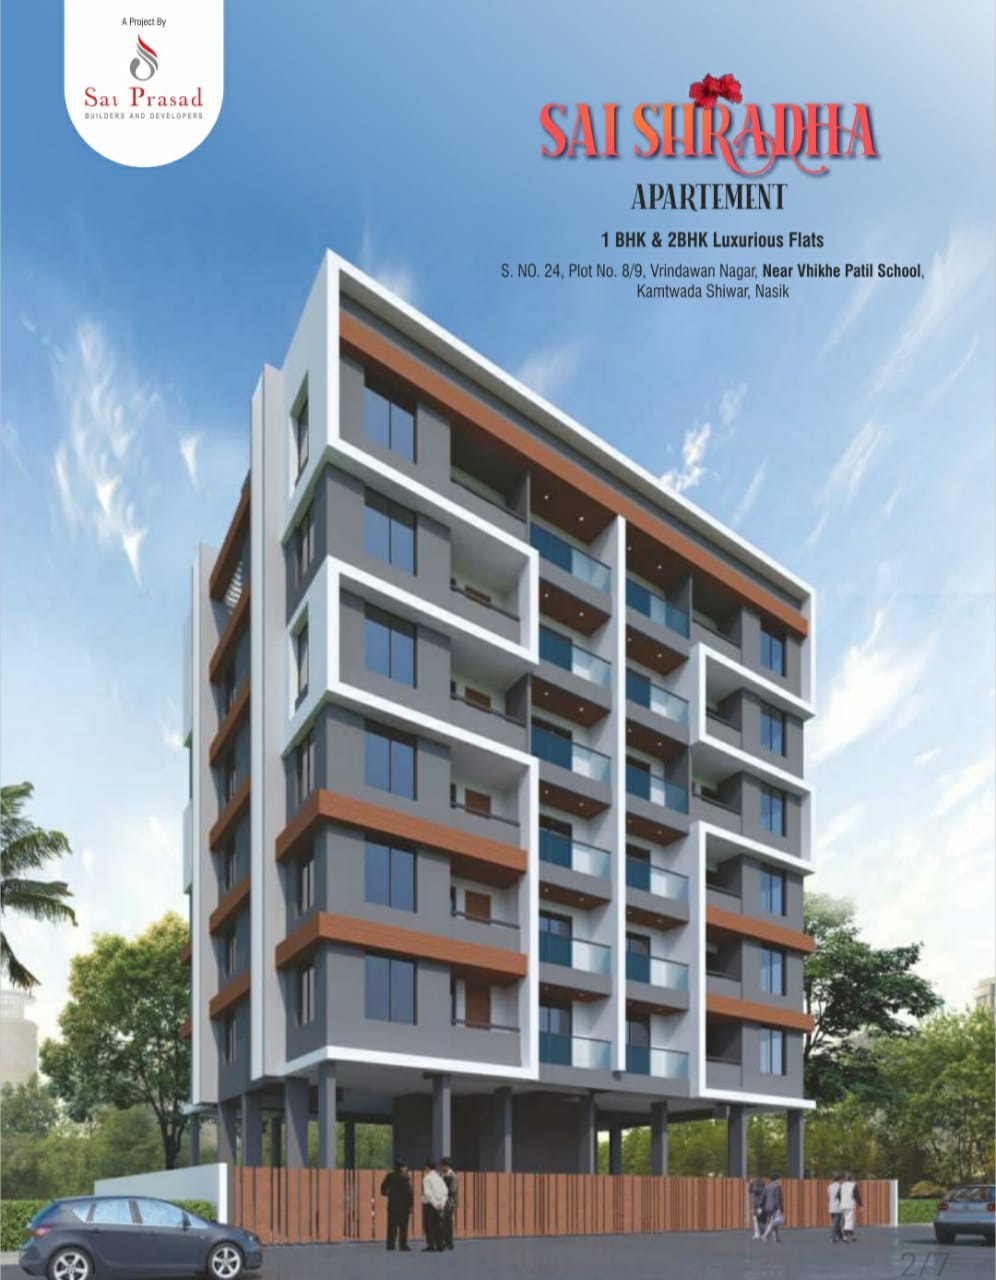 A Project By
Sai Prasad
BUILDERS AND DEVELOPERS
SAI SHRADHA
APARTEMENT
1 BHK & 2BHK Luxurious Flats
S. NO. 24, Plot No. 8/9, Vrindawan Nagar, Near Vhikhe Patil School,
Kamtwada Shiwar, Nasik
2/7